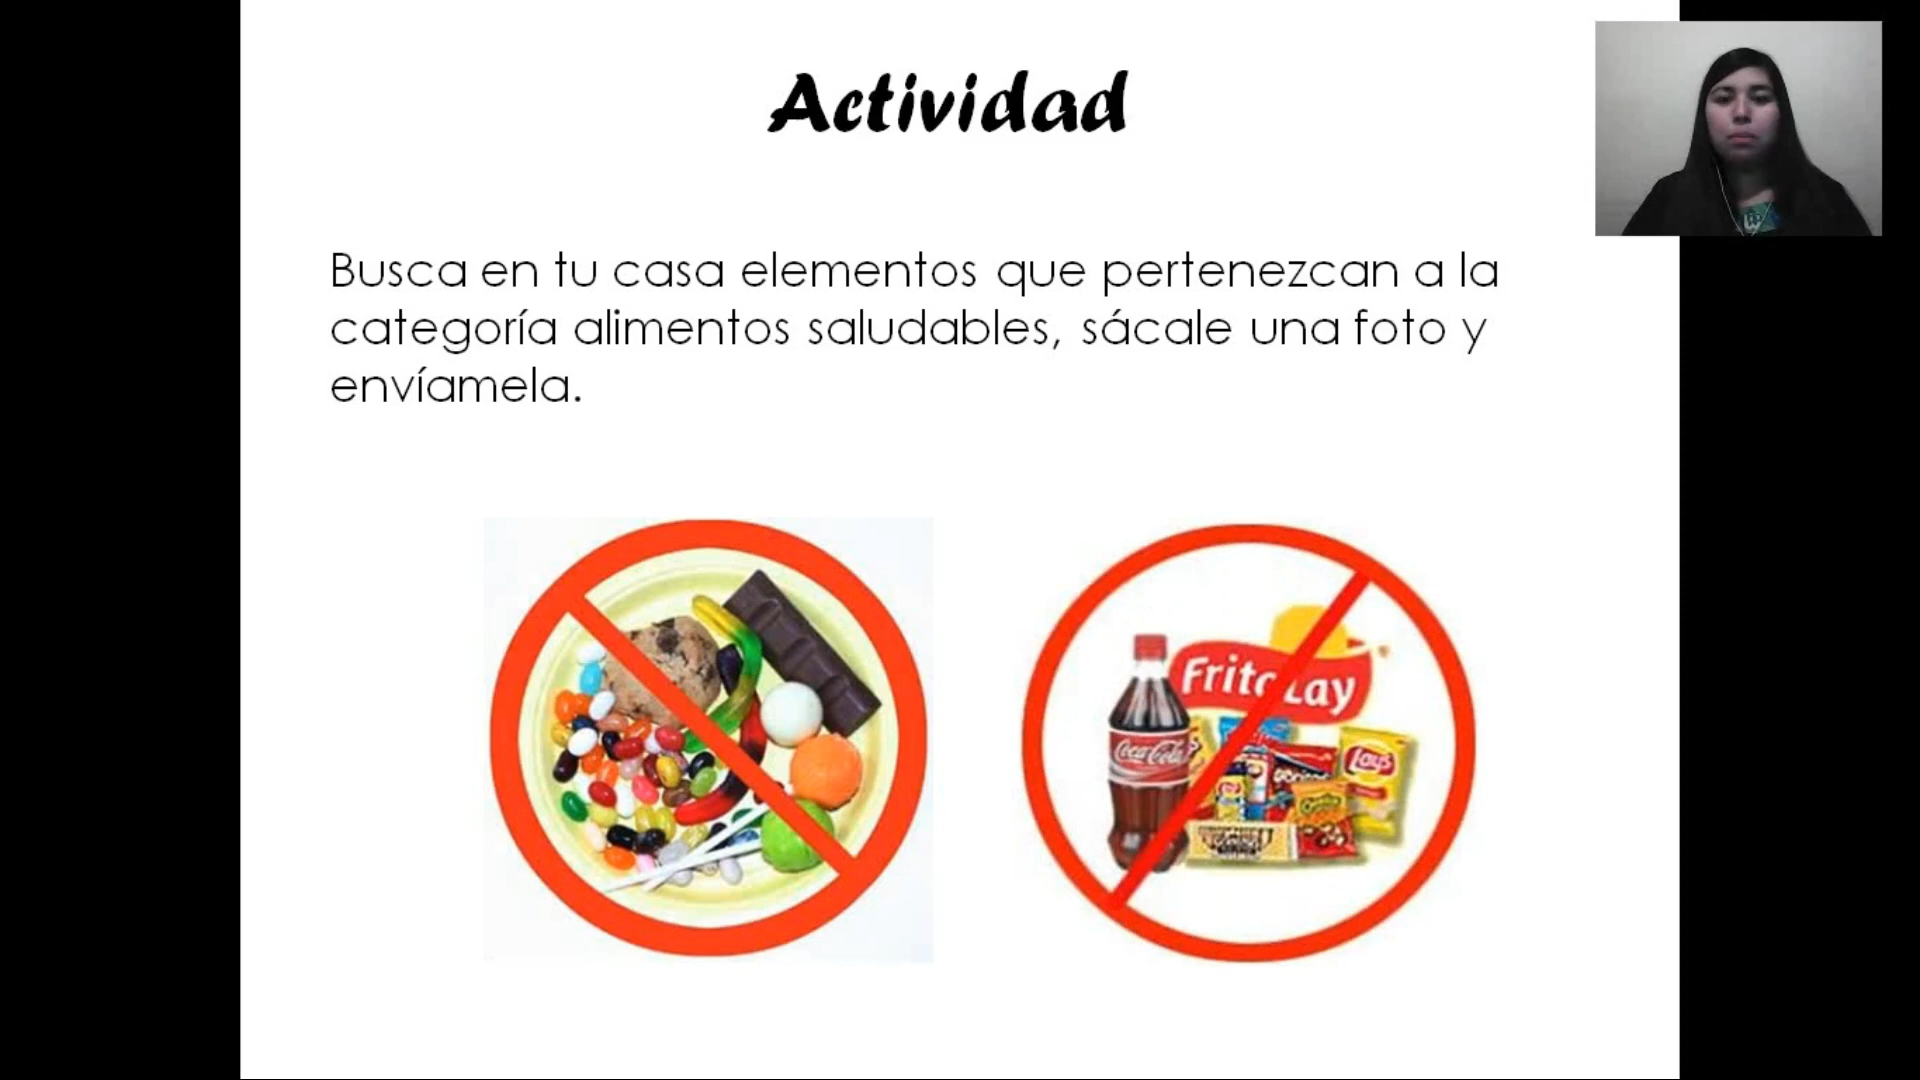 Actividad
Busca en tu casa elementos que pertenezcan a la
categoría alimentos saludables, sácale una foto y
envíamela.
Frito Lay
Coca-Cola
Lay's